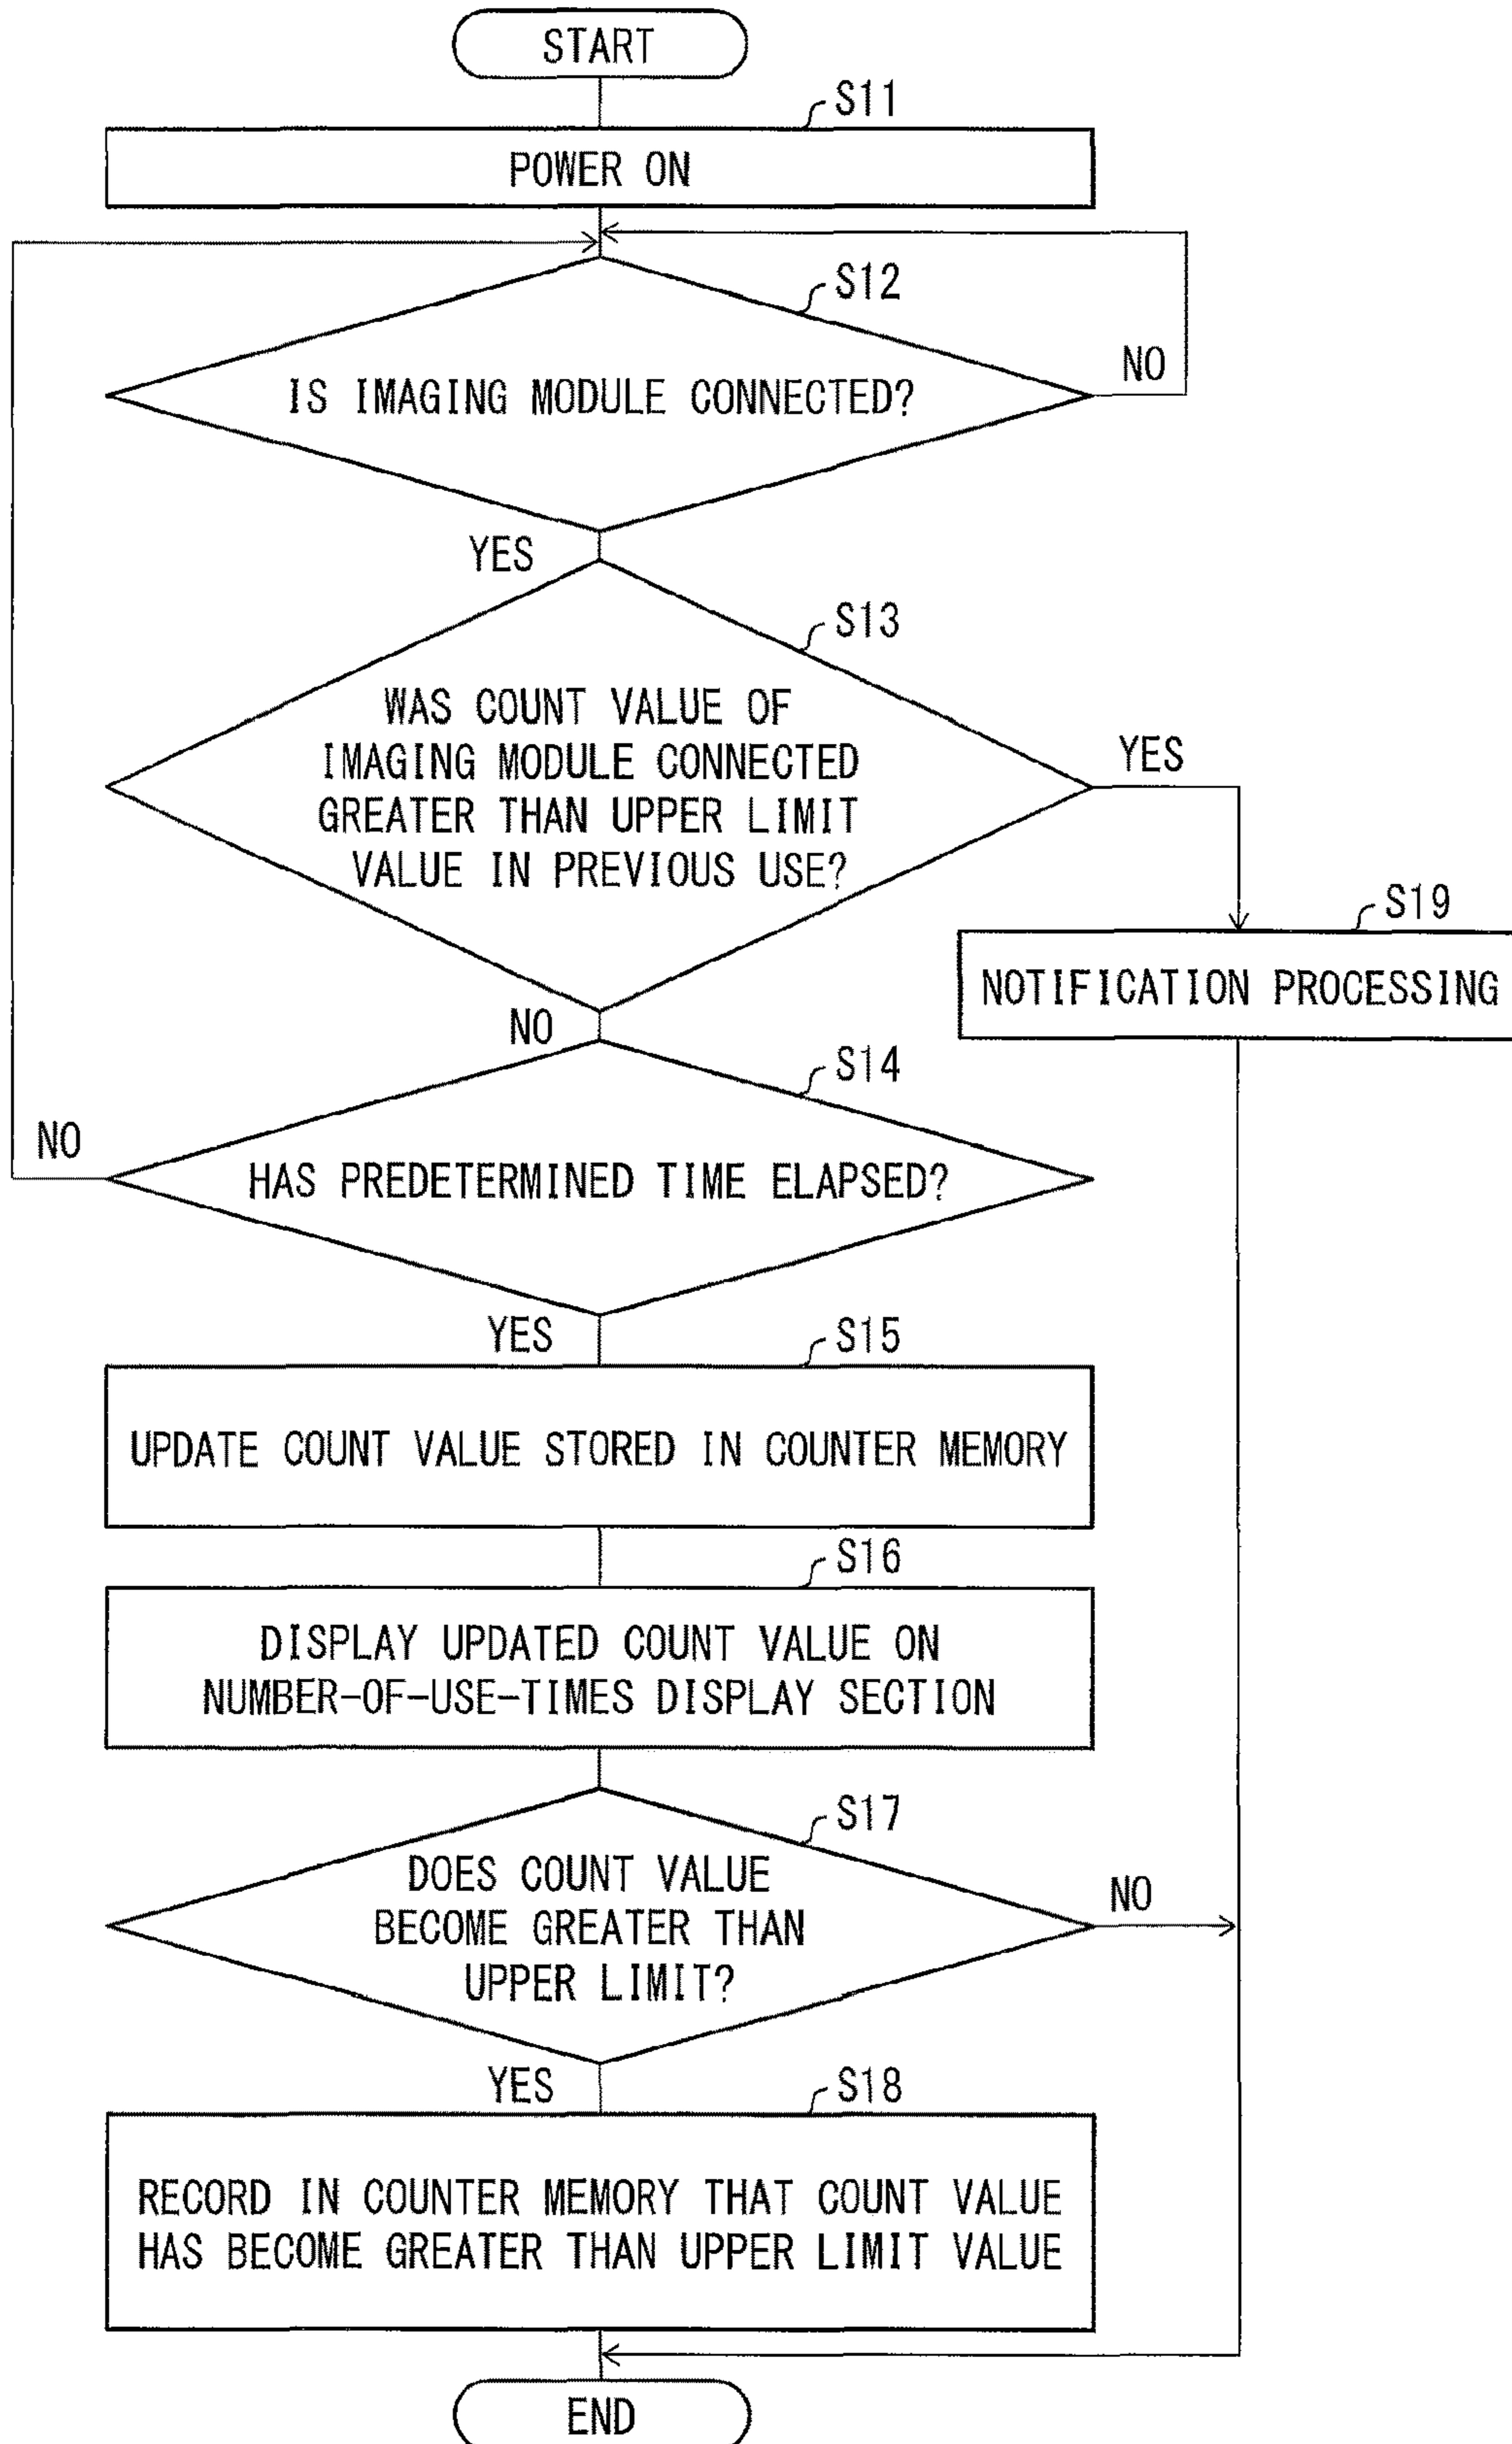 START
S11
POWER ON
S12
IS IMAGING MODULE CONNECTED?
NO
YES
S13
WAS COUNT VALUE OF
IMAGING MODULE CONNECTED
GREATER THAN UPPER LIMIT
VALUE IN PREVIOUS USE?
YES
S19
NOTIFICATION PROCESSING
NO
S14
NO
HAS PREDETERMINED TIME ELAPSED?
YES
S15
UPDATE COUNT VALUE STORED IN COUNTER MEMORY
S16
DISPLAY UPDATED COUNT VALUE ON
NUMBER-OF-USE-TIMES DISPLAY SECTION
S17
DOES COUNT VALUE
BECOME GREATER THAN
UPPER LIMIT?
NO
YES
S18
RECORD IN COUNTER MEMORY THAT COUNT VALUE
HAS BECOME GREATER THAN UPPER LIMIT VALUE
END